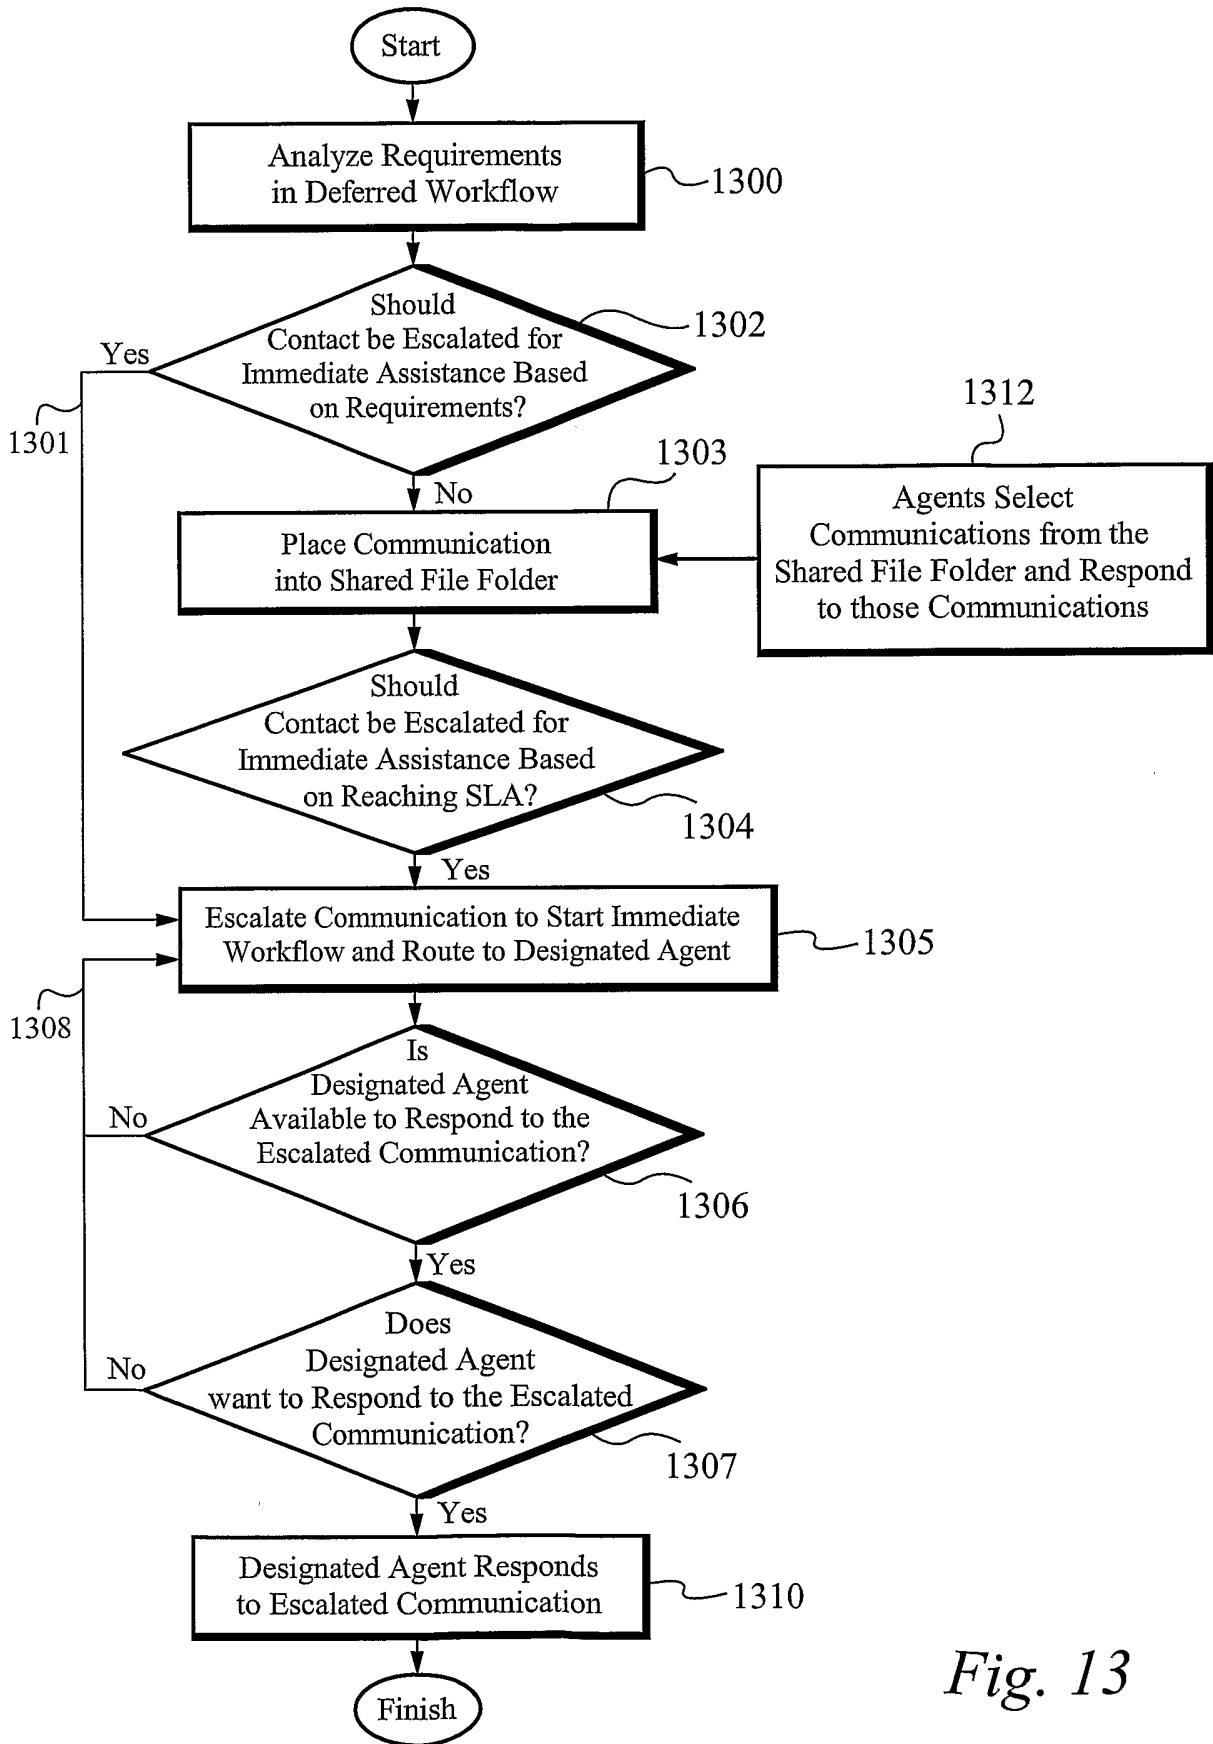 Start
Analyze Requirements
in Deferred Workflow
1300
Should
Contact be Escalated for
Immediate Assistance Based
on Requirements?
1302
Yes
1301
No
1303
Place Communication
into Shared File Folder
1312
Agents Select
Communications from the
Shared File Folder and Respond
to those Communications
Should
Contact be Escalated for
Immediate Assistance Based
on Reaching SLA?
1304
Yes
Escalate Communication to Start Immediate
Workflow and Route to Designated Agent
1305
1308
Is
Designated Agent
Available to Respond to the
Escalated Communication?
No
1306
Yes
Does
Designated Agent
want to Respond to the Escalated
Communication?
No
1307
Yes
Designated Agent Responds
to Escalated Communication
1310
Finish
Fig. 13